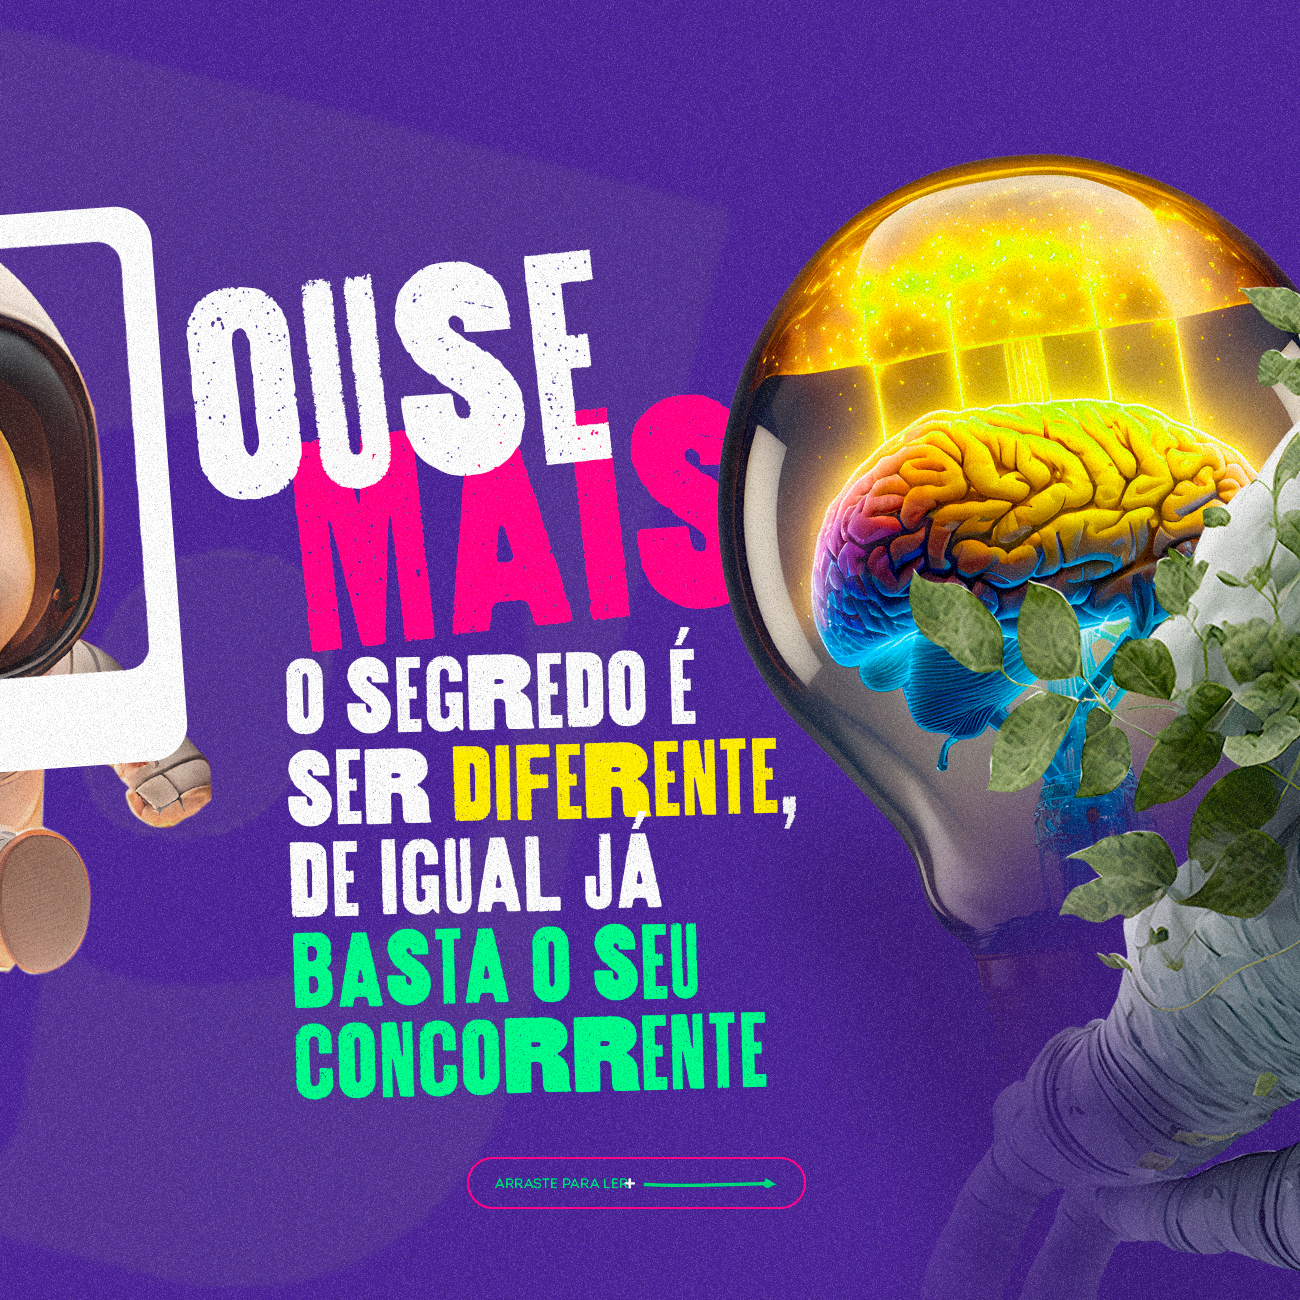 OUSE
MAIS
O SEGREDO É
SER DIFERENTE,
DE IGUAL JÁ
BASTA O SEU
CONCORRENTE
ARRASTE PARA LER+